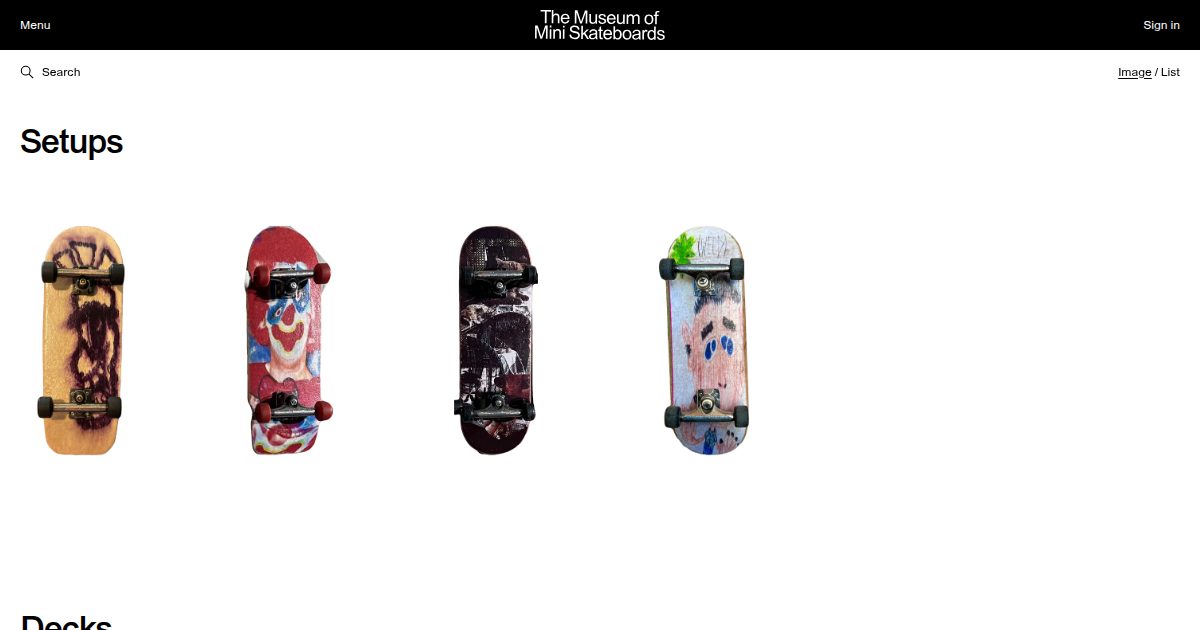 Menu
The Museum of
Mini Skateboards
Sign in
Search
Image / List
Setups
Decks